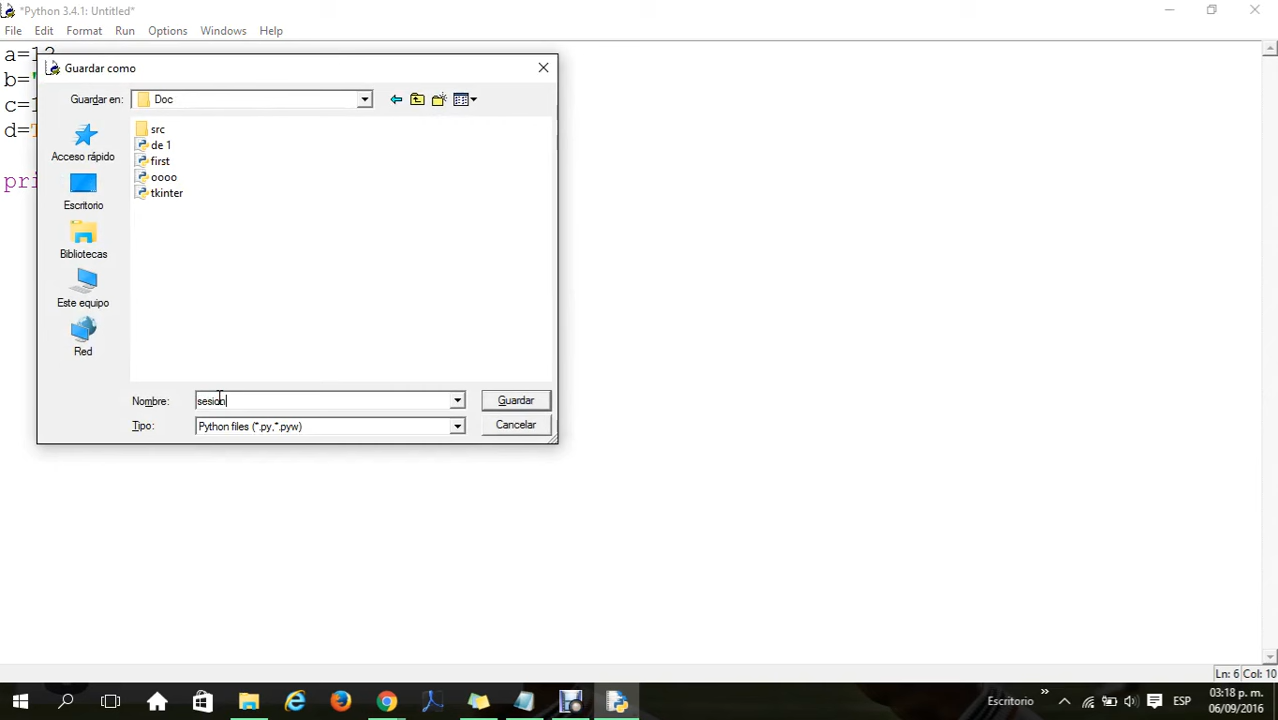 *Python 3.4.1: Untitled*
File Edit Format Run Options Windows Help
a=12
b="
c=1
d=T
pri
Guardar como
Guardar en: Doc
Acceso rápido
Escritorio
Bibliotecas
Este equipo
Red
src
de 1
first
oooo
tkinter
Nombre: sesion
Guardar
Tipo: Python files (*.py,*.pyw)
Cancelar
Ln: 6 Col: 10
Escritorio
ESP
03:18 p. m.
06/09/2016